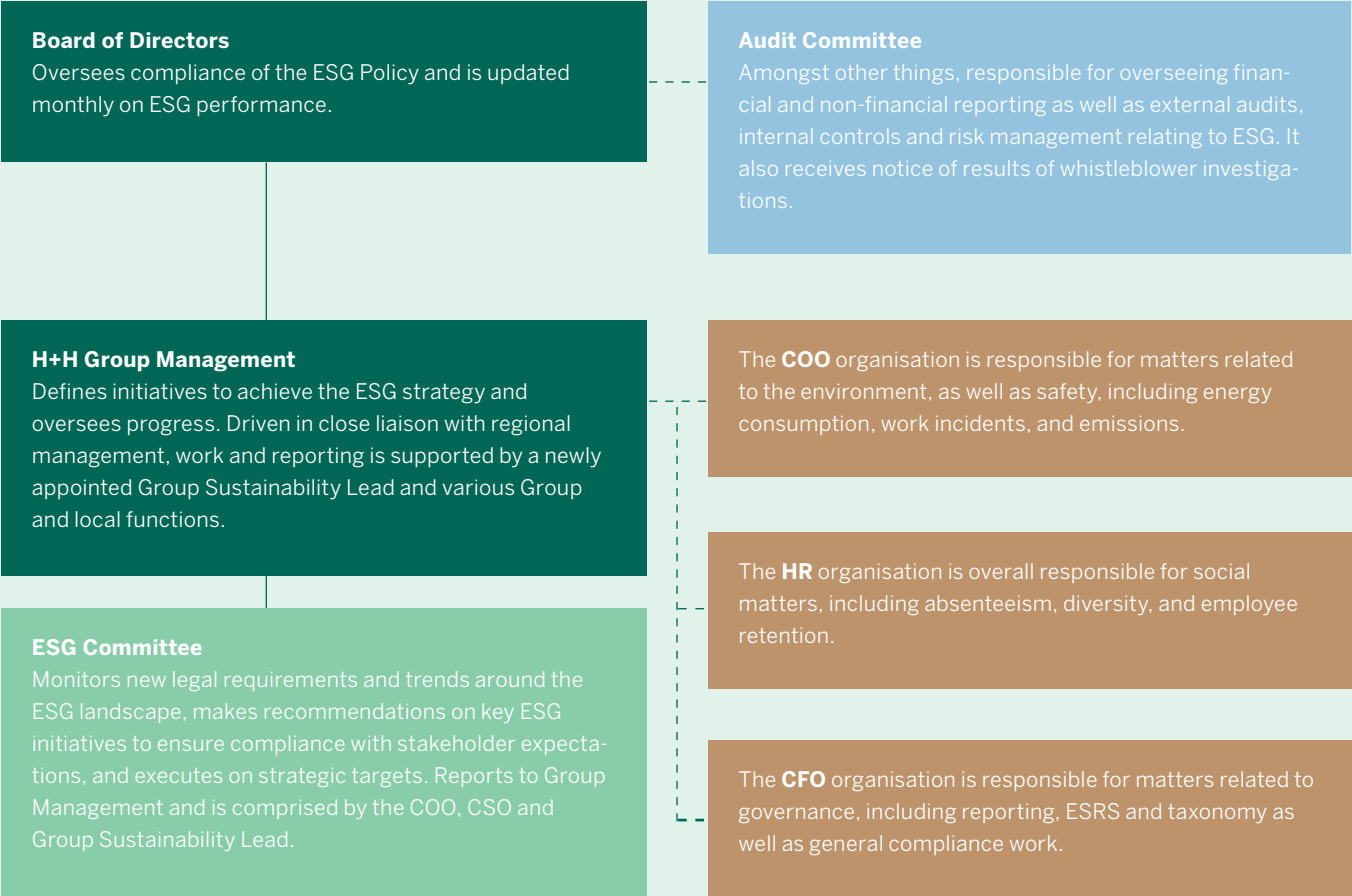 Board of Directors
Oversees compliance of the ESG Policy and is updated
monthly on ESG performance.
Audit Committee
Amongst other things, responsible for overseeing finan-
cial and non-financial reporting as well as external audits,
internal controls and risk management relating to ESG. It
also receives notice of results of whistleblower investiga-
tions.
H+H Group Management
Defines initiatives to achieve the ESG strategy and
oversees progress. Driven in close liaison with regional
management, work and reporting is supported by a newly
appointed Group Sustainability Lead and various Group
and local functions.
The COO organisation is responsible for matters related
to the environment, as well as safety, including energy
consumption, work incidents, and emissions.
The HR organisation is overall responsible for social
matters, including absenteeism, diversity, and employee
retention.
ESG Committee
Monitors new legal requirements and trends around the
ESG landscape, makes recommendations on key ESG
initiatives to ensure compliance with stakeholder expecta-
tions, and executes on strategic targets. Reports to Group
Management and is comprised by the COO, CSO and
Group Sustainability Lead.
The CFO organisation is responsible for matters related to
governance, including reporting, ESRS and taxonomy as
well as general compliance work.